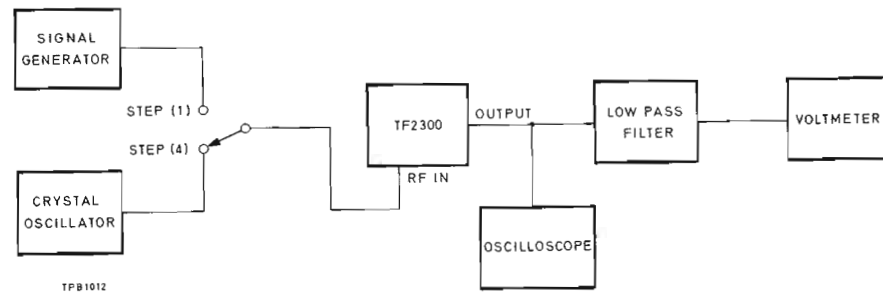 SIGNAL
GENERATOR
STEP (1)
STEP (4)
CRYSTAL
OSCILLATOR
TF2300
RF IN
OUTPUT
LOW PASS
FILTER
VOLTMETER
OSCILLOSCOPE
TPB1012